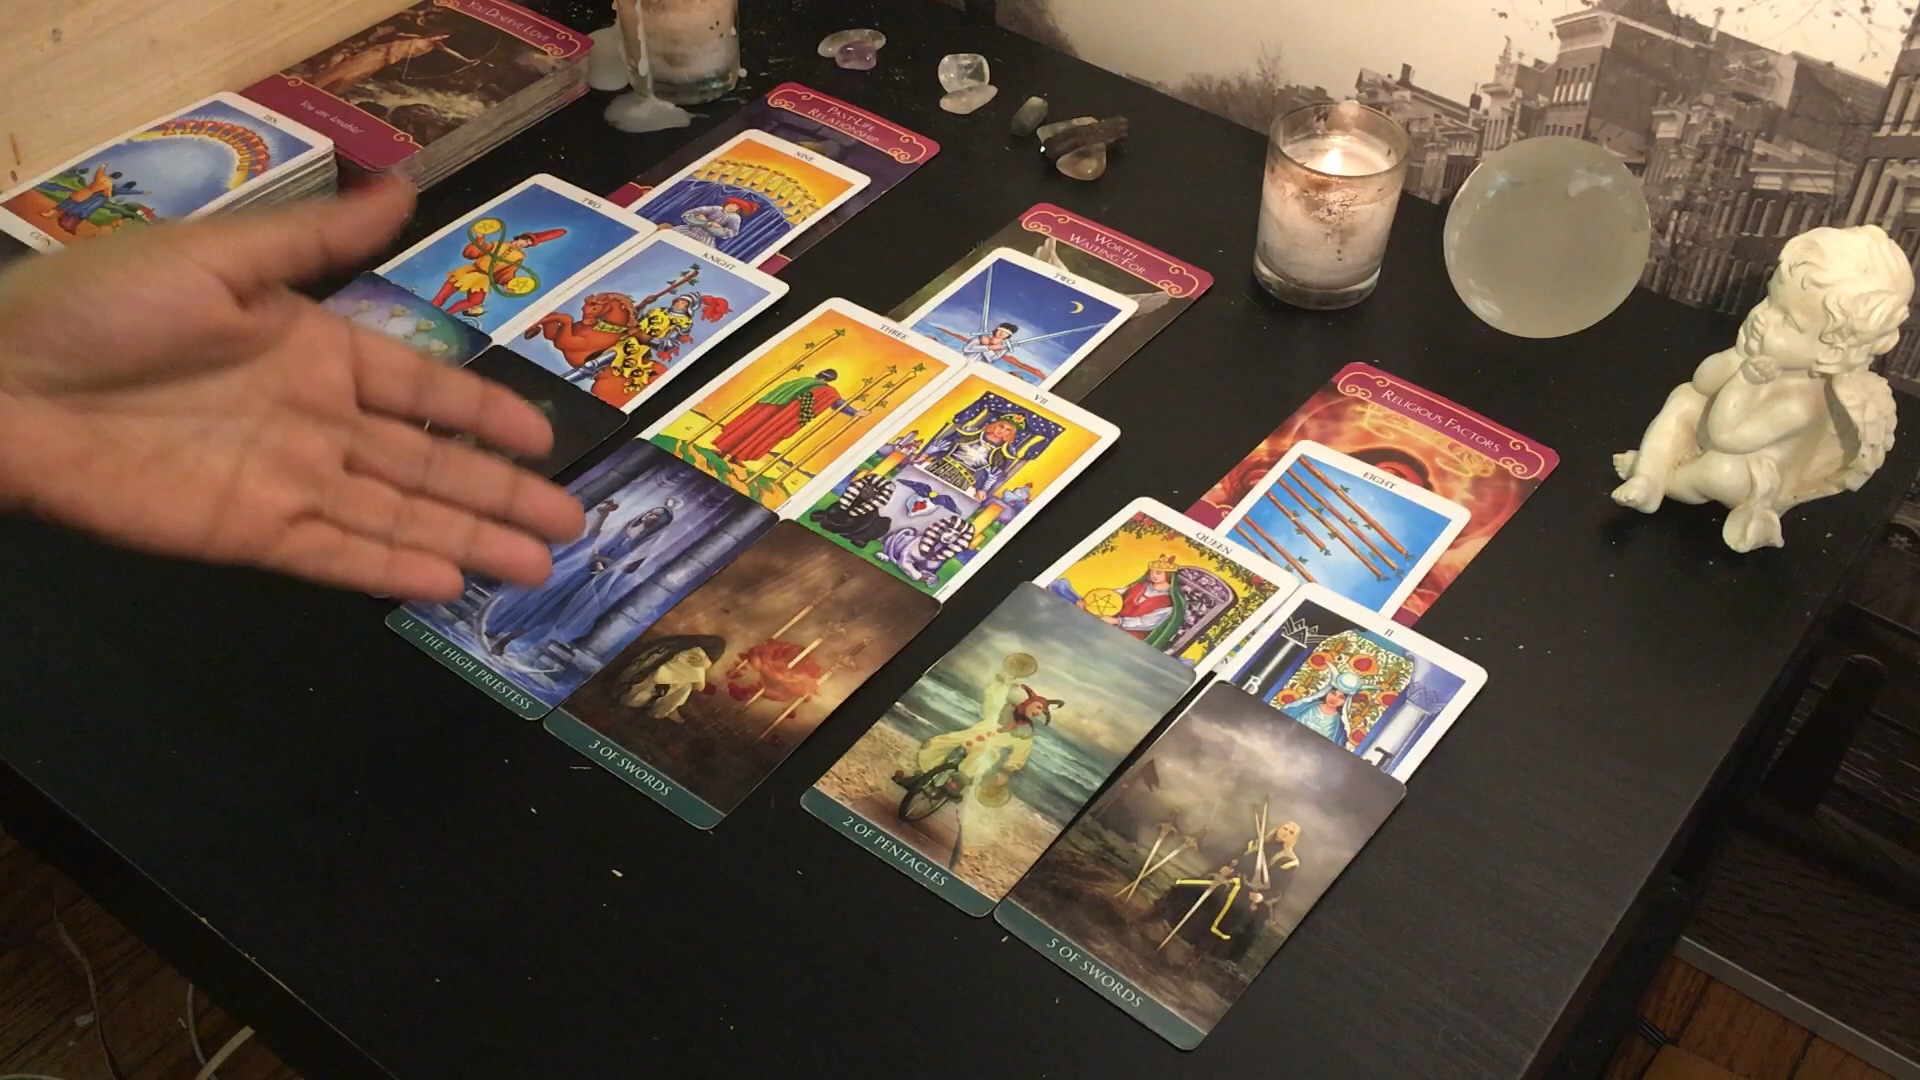 YOU DESERVE LOVE
You are lovable!
TEN
CUPS
PAST-LIFE
RELATIONSHIP
NINE
TWO
KNIGHT
WORTH
WAITING FOR
TWO
THREE
VII
RELIGIOUS FACTORS
EIGHT
QUEEN
II
B
J
II - THE HIGH PRIESTESS
3 OF SWORDS
2 OF PENTACLES
5 OF SWORDS